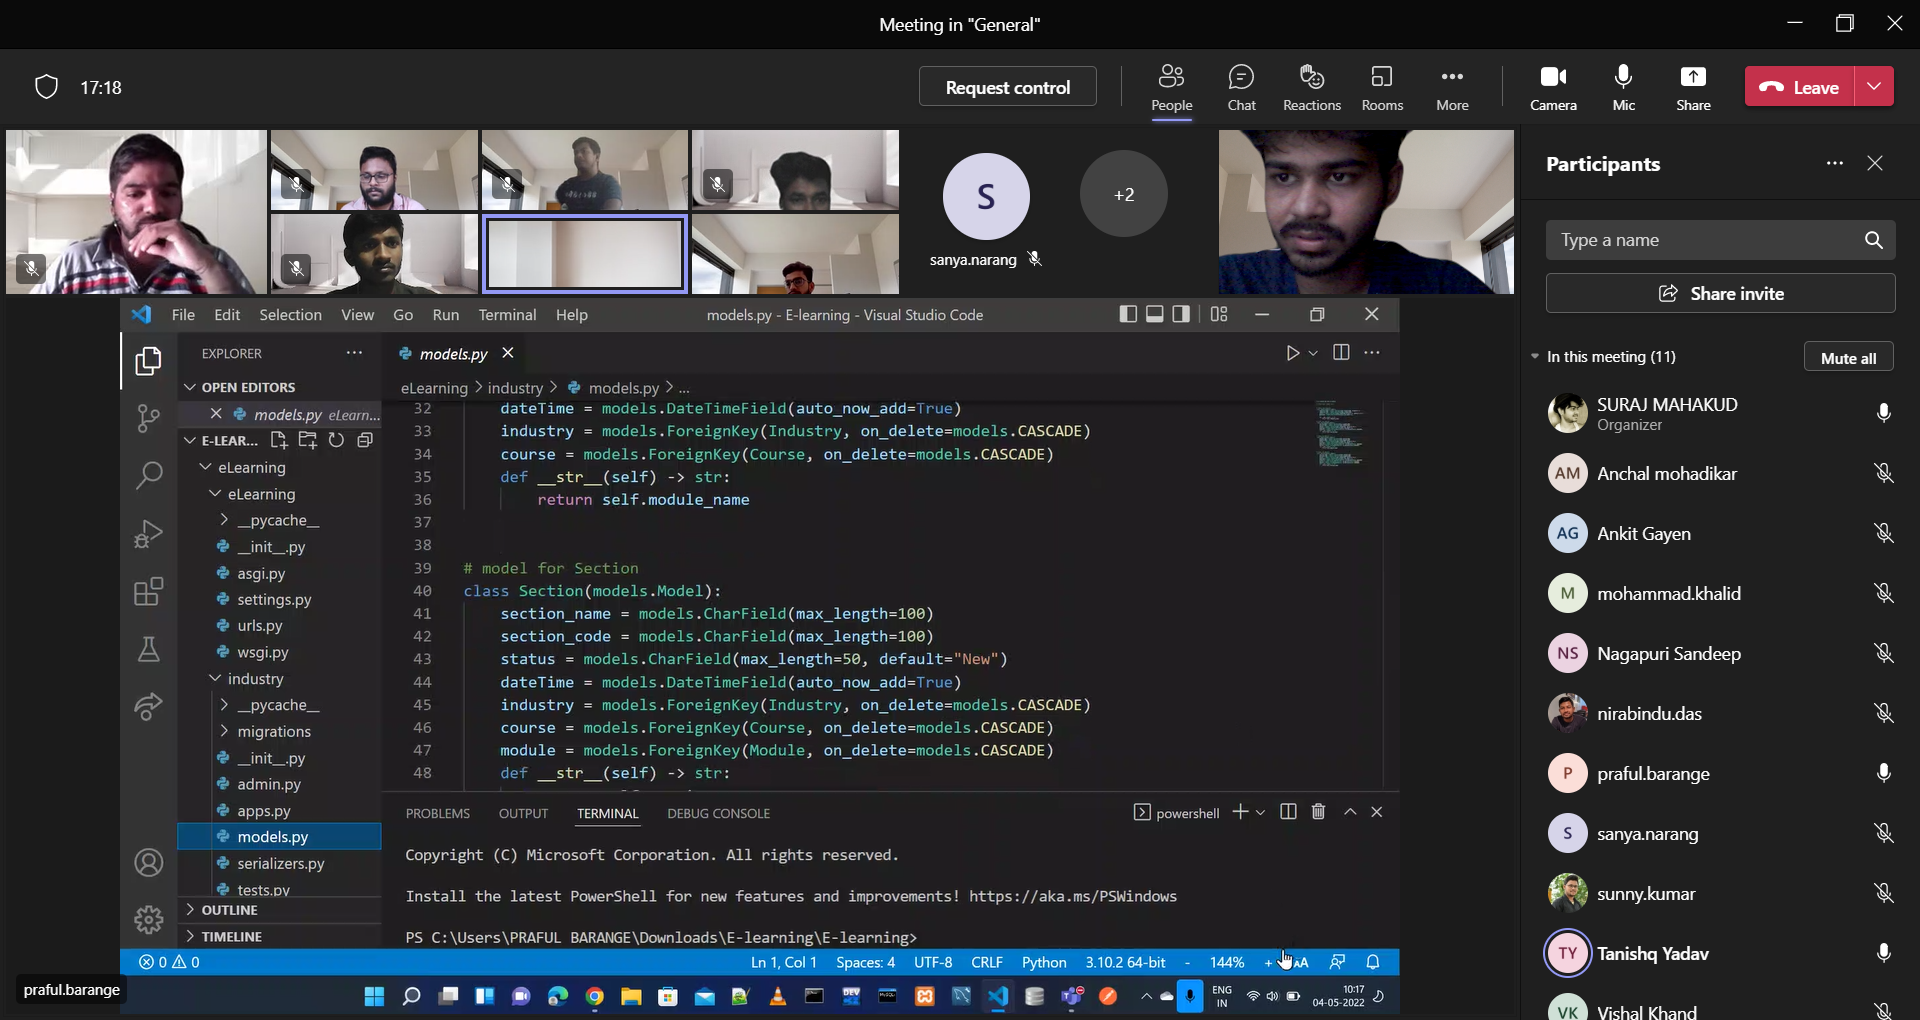 Meeting in "General"
17:18
Request control
People
Chat
Reactions
Rooms
More
Camera
Mic
Share
Leave
S
sanya.narang
+2
Participants
Type a name
Share invite
In this meeting (11)
Mute all
SURAJ MAHAKUD
Organizer
AM Anchal mohadikar
AG Ankit Gayen
M mohammad.khalid
NS Nagapuri Sandeep
nirabindu.das
P praful.barange
S sanya.narang
sunny.kumar
TY Tanishq Yadav
VK Vishal Khand
File Edit Selection View Go Run Terminal Help
models.py - E-learning - Visual Studio Code
EXPLORER
OPEN EDITORS
models.py eLearn...
E-LEAR...
eLearning
eLearning
__pycache__
__init__.py
asgi.py
settings.py
urls.py
wsgi.py
industry
__pycache__
migrations
__init__.py
admin.py
apps.py
models.py
serializers.py
tests.py
OUTLINE
TIMELINE
models.py
eLearning > industry > models.py > ...
32 dateTime = models.DateTimeField(auto_now_add=True)
33 industry = models.ForeignKey(Industry, on_delete=models.CASCADE)
34 course = models.ForeignKey(Course, on_delete=models.CASCADE)
35 def __str__(self) -> str:
36 return self.module_name
37
38
39 # model for Section
40 class Section(models.Model):
41 section_name = models.CharField(max_length=100)
42 section_code = models.CharField(max_length=100)
43 status = models.CharField(max_length=50, default="New")
44 dateTime = models.DateTimeField(auto_now_add=True)
45 industry = models.ForeignKey(Industry, on_delete=models.CASCADE)
46 course = models.ForeignKey(Course, on_delete=models.CASCADE)
47 module = models.ForeignKey(Module, on_delete=models.CASCADE)
48 def __str__(self) -> str:
PROBLEMS OUTPUT TERMINAL DEBUG CONSOLE
powershell
Copyright (C) Microsoft Corporation. All rights reserved.
Install the latest PowerShell for new features and improvements! https://aka.ms/PSWindows
PS C:\Users\PRAFUL BARANGE\Downloads\E-learning\E-learning>
0 0
Ln 1, Col 1 Spaces: 4 UTF-8 CRLF Python 3.10.2 64-bit - 144% +
praful.barange
DEV
ENG
IN
10:17
04-05-2022